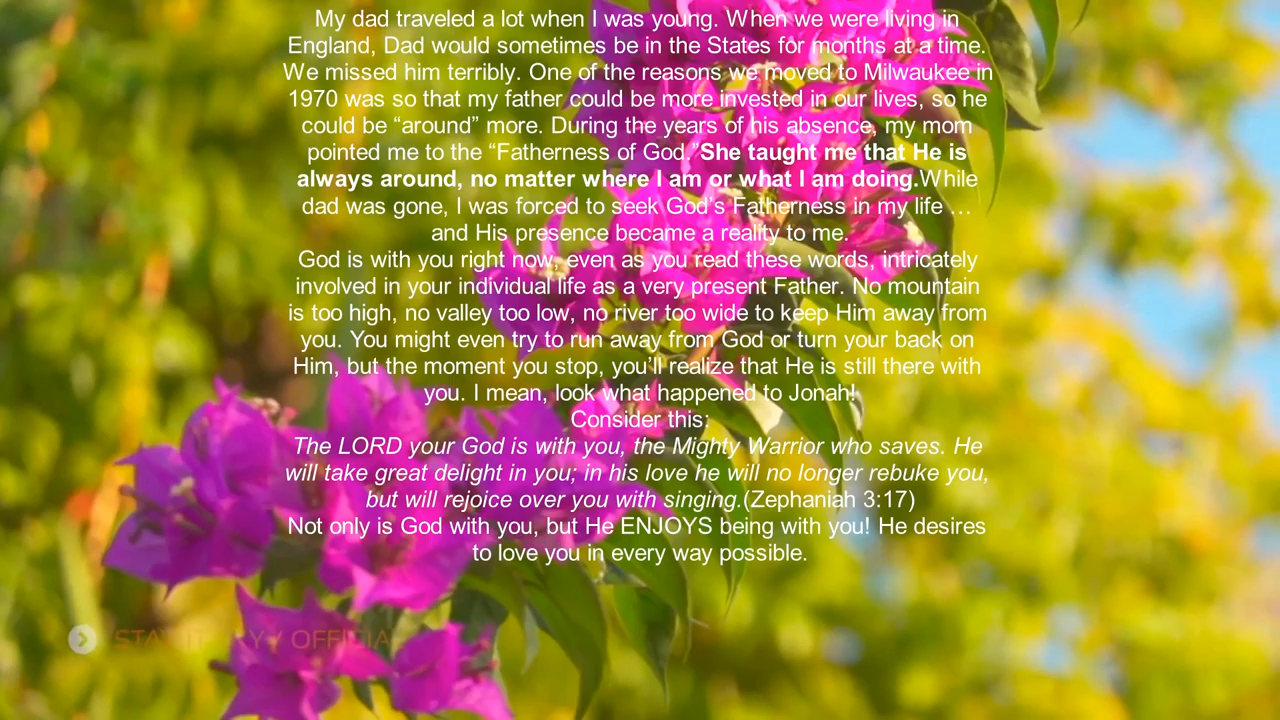 My dad traveled a lot when I was young. When we were living in
England, Dad would sometimes be in the States for months at a time.
We missed him terribly. One of the reasons we moved to Milwaukee in
1970 was so that my father could be more invested in our lives, so he
could be “around” more. During the years of his absence, my mom
pointed me to the “Fatherness of God.”She taught me that He is
always around, no matter where I am or what I am doing.While
dad was gone, I was forced to seek God’s Fatherness in my life …
and His presence became a reality to me.
God is with you right now, even as you read these words, intricately
involved in your individual life as a very present Father. No mountain
is too high, no valley too low, no river too wide to keep Him away from
you. You might even try to run away from God or turn your back on
Him, but the moment you stop, you’ll realize that He is still there with
you. I mean, look what happened to Jonah!
Consider this:
The LORD your God is with you, the Mighty Warrior who saves. He
will take great delight in you; in his love he will no longer rebuke you,
but will rejoice over you with singing.(Zephaniah 3:17)
Not only is God with you, but He ENJOYS being with you! He desires
to love you in every way possible.